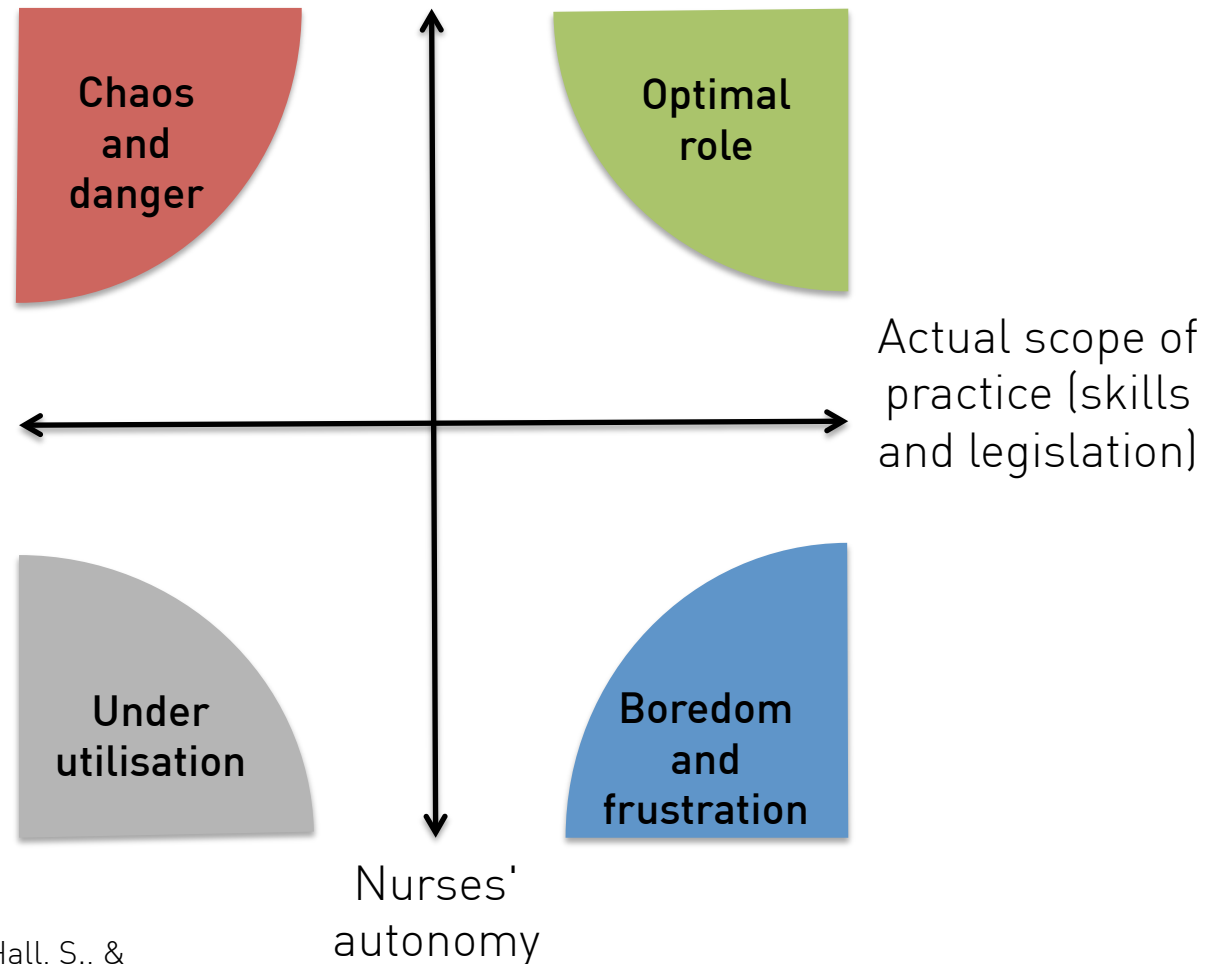 Chaos
and
danger
Optimal
role
Actual scope of
practice (skills
and legislation)
Under
utilisation
Boredom
and
frustration
Nurses'
autonomy
Hall, S., &